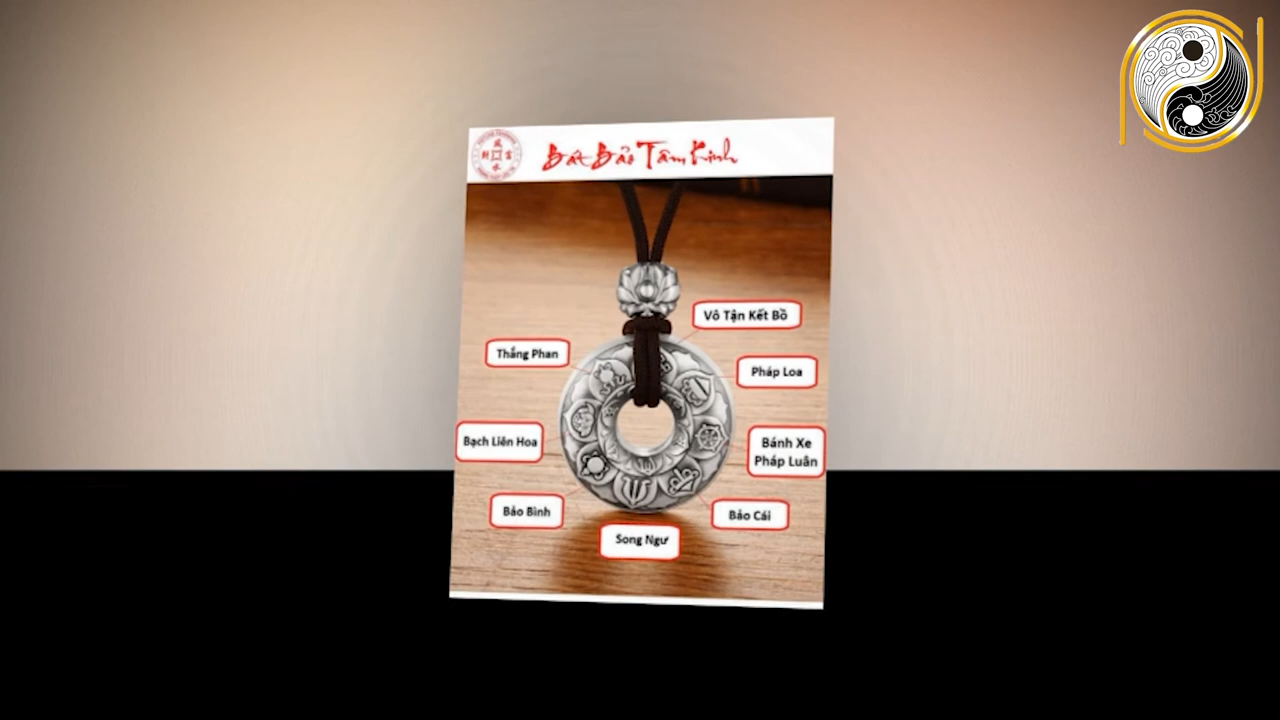 Bát Bảo Tâm Kinh
Vô Tận Kết Bồ
Thắng Phan
Pháp Loa
Bạch Liên Hoa
Bánh Xe
Pháp Luân
Bảo Bình
Bảo Cái
Song Ngư